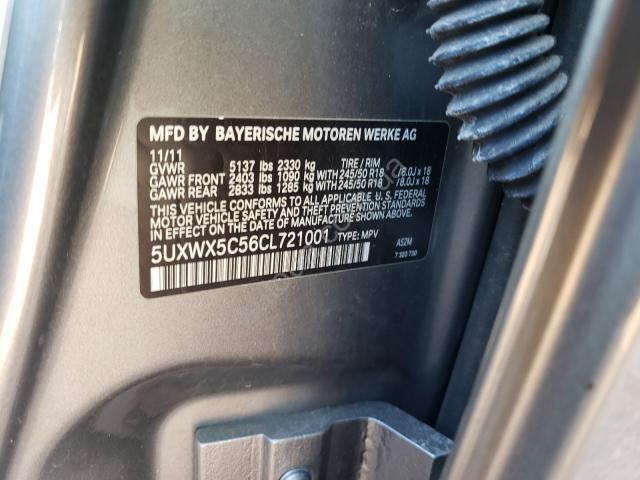 MFD BY BAYERISCHE MOTOREN WERKE AG
11/11
GVWR 5137 lbs 2330 kg TIRE / RIM
GAWR FRONT 2403 lbs 1090 kg WITH 245/50 R18 /8.0J x 18
GAWR REAR 2833 lbs 1285 kg WITH 245/50 R18 /8.0J x 18
THIS VEHICLE CONFORMS TO ALL APPLICABLE U.S. FEDERAL
MOTOR VEHICLE SAFETY AND THEFT PREVENTION STANDARDS
IN EFFECT ON THE DATE OF MANUFACTURE SHOWN ABOVE.
5UXWX5C56CL721001 TYPE: MPV
A52M
7 320 730